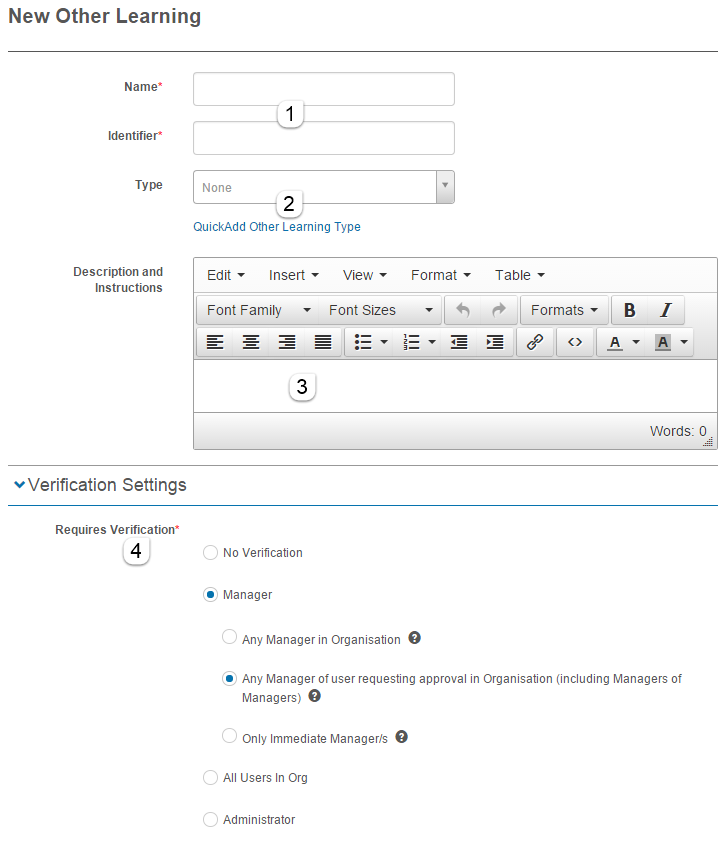 New Other Learning
Name*
1
Identifier*
Type
None
2
QuickAdd Other Learning Type
Description and
Instructions
Edit Insert View Format Table
Font Family Font Sizes Formats B I
A A
3
Words: 0
Verification Settings
Requires Verification*
4
No Verification
Manager
Any Manager in Organisation ?
Any Manager of user requesting approval in Organisation (including Managers of
Managers) ?
Only Immediate Manager/s ?
All Users In Org
Administrator